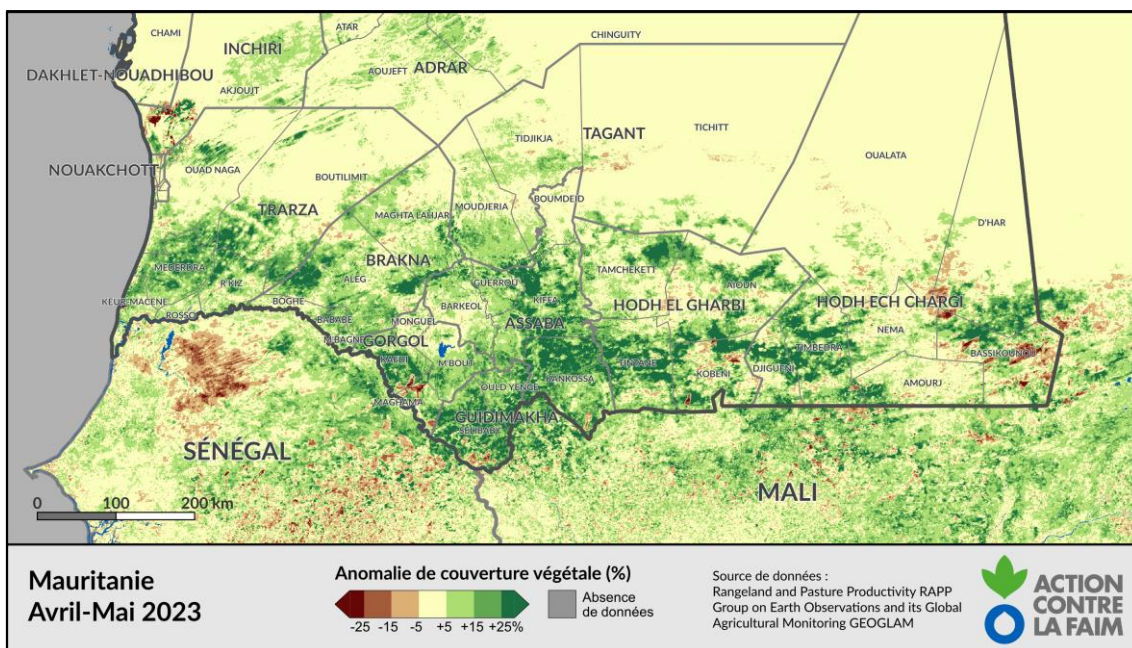 CHAMI
ATAR
CHINGUITY
INCHIRI
DAKHLET-NOUADHIBOU
ADRAR
AOUJEFT
AKJOUJT
TIDJIKJA
TAGANT
TICHITT
OUALATA
NOUAKCHOTT
OUAD NAGA
BOUTILIMIT
BOUMDEID
TRARZA
MAGHTA LAHJAR
MOUDJERIA
D'HAR
MEDERDRA
BRAKNA
R'KIZ
ALEG
GUERROU
TAMCHEKETT
AIOUN
KEUR-MACENE
ROSSO
BOGHE
BARKEOL
KIFFA
HODH EL GHARBI
HODH ECH CHARGI
BABABE
MONGUEL
ASSABA
NEMA
M'BAGNE
GORGOL
TIMBEDRA
BASSIKOUNOU
KAEDI
M'BOUT
TINTANE
KOBENI
DJIGUENI
OULD YENGE
KANKOSSA
AMOURJ
MAGHAMA
GUIDIMAKHA
SELIBABY
SÉNÉGAL
MALI
0 100 200 km
Mauritanie
Avril-Mai 2023
Anomalie de couverture végétale (%)
-25 -15 -5 +5 +15 +25%
Absence
de données
Source de données :
Rangeland and Pasture Productivity RAPP
Group on Earth Observations and its Global
Agricultural Monitoring GEOGLAM
ACTION
CONTRE
LA FAIM